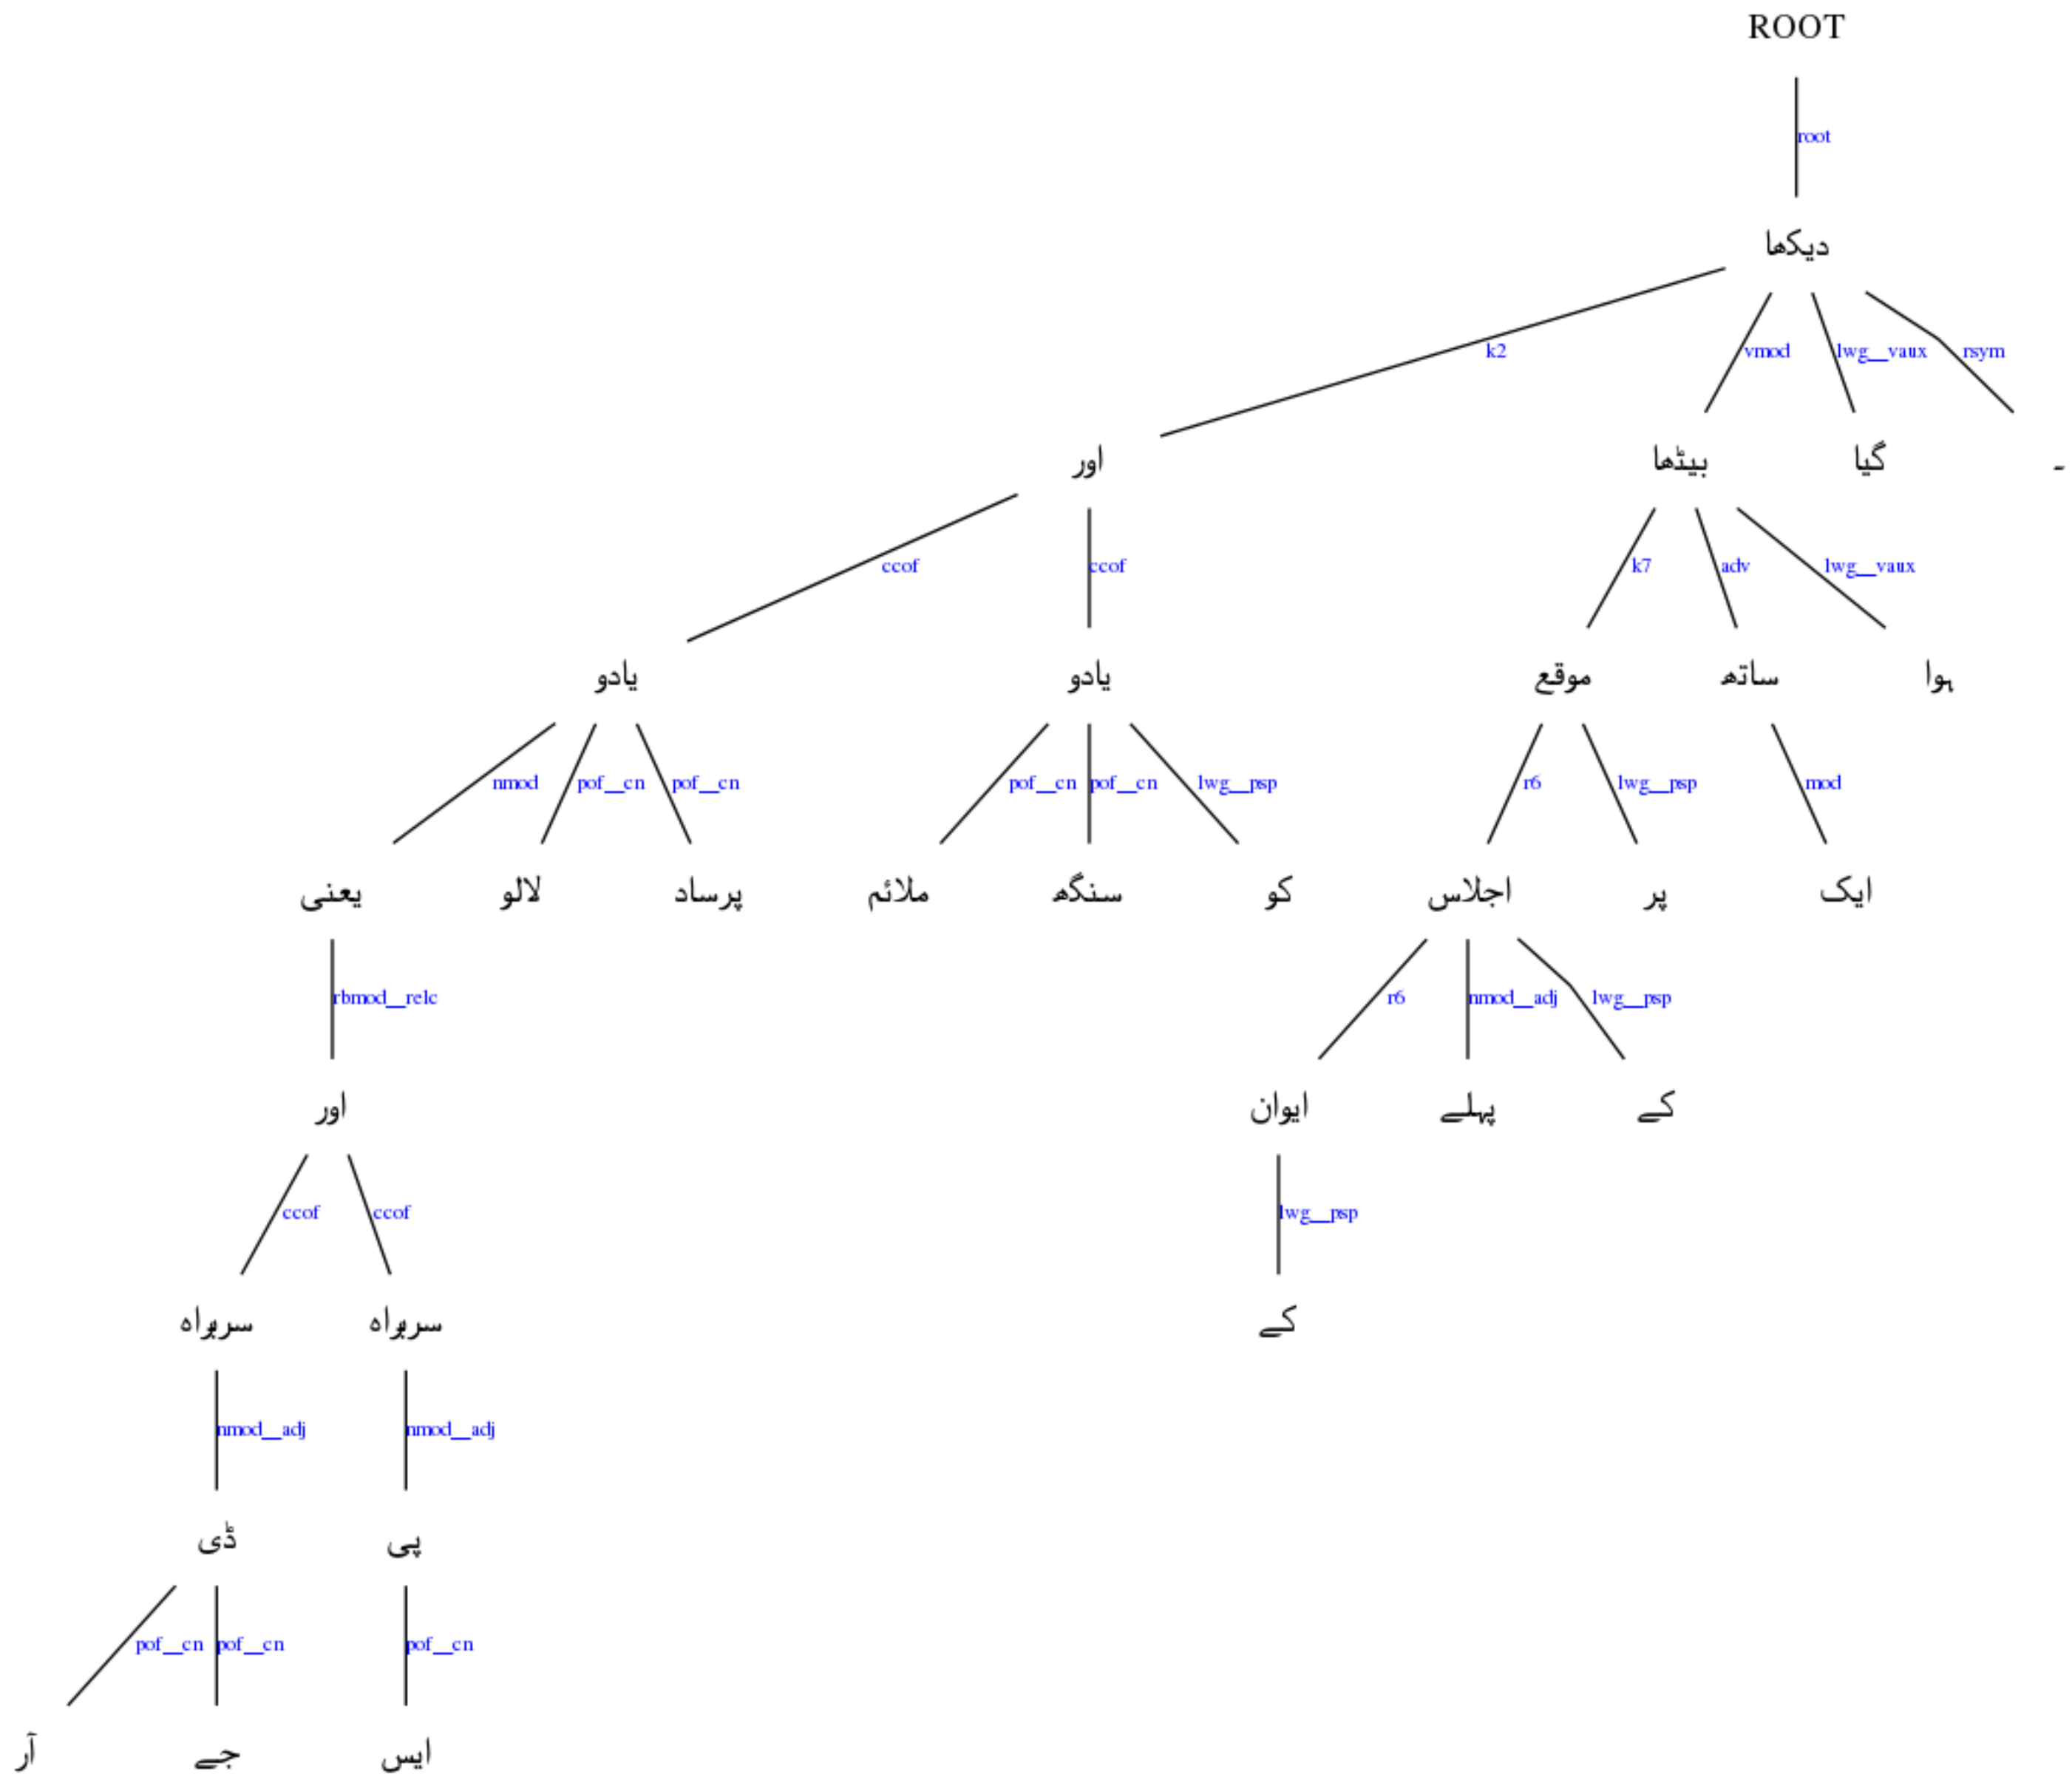 ROOT
root
دیکھا
k2 vmod lwg__vaux rsym
اور بیٹھا گیا ۔
ccof ccof k7 adv lwg__vaux
یادو یادو موقع ساتھ ہوا
nmod pof__cn pof__cn pof__cn pof__cn lwg__psp r6 lwg__psp mod
یعنی لالو پرساد ملائم سنگھ کو اجلاس پر ایک
rbmod__relc r6 nmod__adj lwg__psp
اور ایوان پہلے کے
ccof ccof lwg__psp
سربراہ سربراہ کے
nmod__adj nmod__adj
ڈی پی
pof__cn pof__cn pof__cn
آر جے ایس